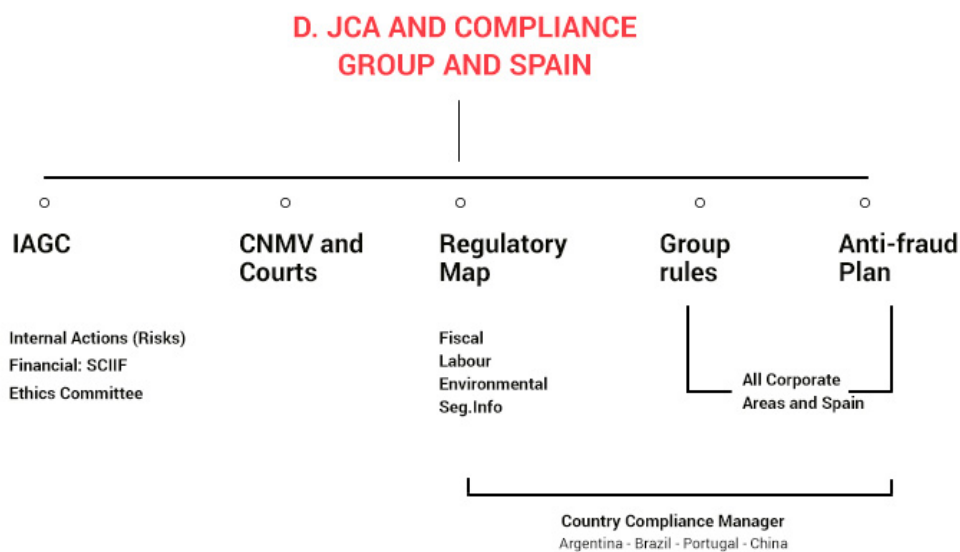 D. JCA AND COMPLIANCE
GROUP AND SPAIN
IAGC
CNMV and
Courts
Regulatory
Map
Group
rules
Anti-fraud
Plan
Internal Actions (Risks)
Financial: SCIIF
Ethics Committee
Fiscal
Labour
Environmental
Seg.Info
All Corporate
Areas and Spain
Country Compliance Manager
Argentina - Brazil - Portugal - China